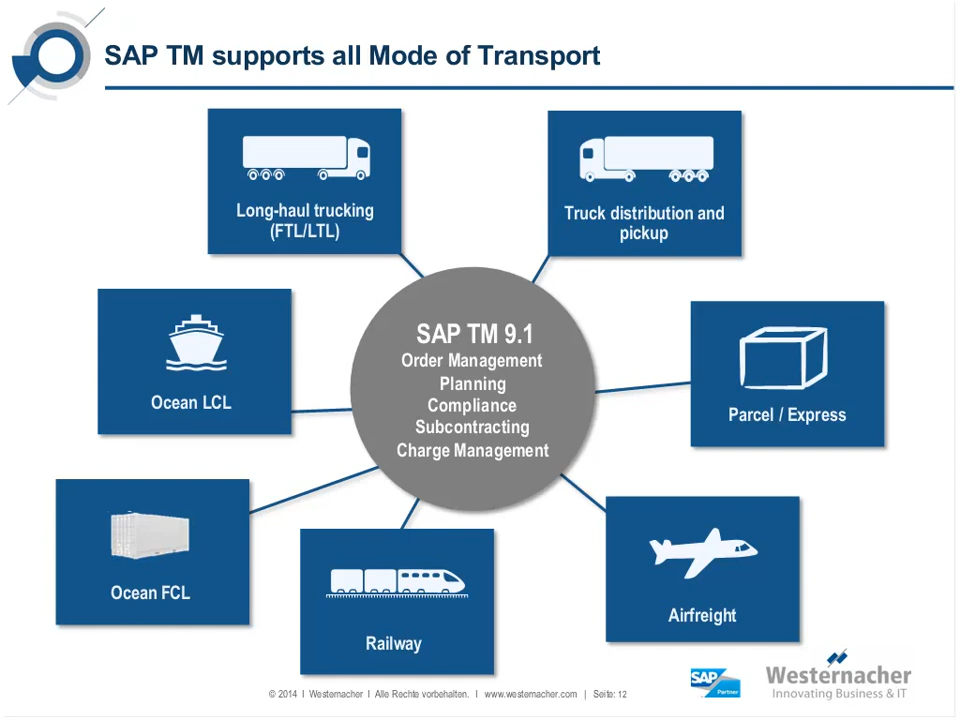 SAP TM supports all Mode of Transport
Long-haul trucking
(FTL/LTL)
Truck distribution and
pickup
SAP TM 9.1
Order Management
Planning
Compliance
Subcontracting
Charge Management
Ocean LCL
Parcel / Express
Ocean FCL
Railway
Airfreight
© 2014 I Westernacher I Alle Rechte vorbehalten. I www.westernacher.com | Seite: 12
SAP
Partner
Westernacher
Innovating Business & IT